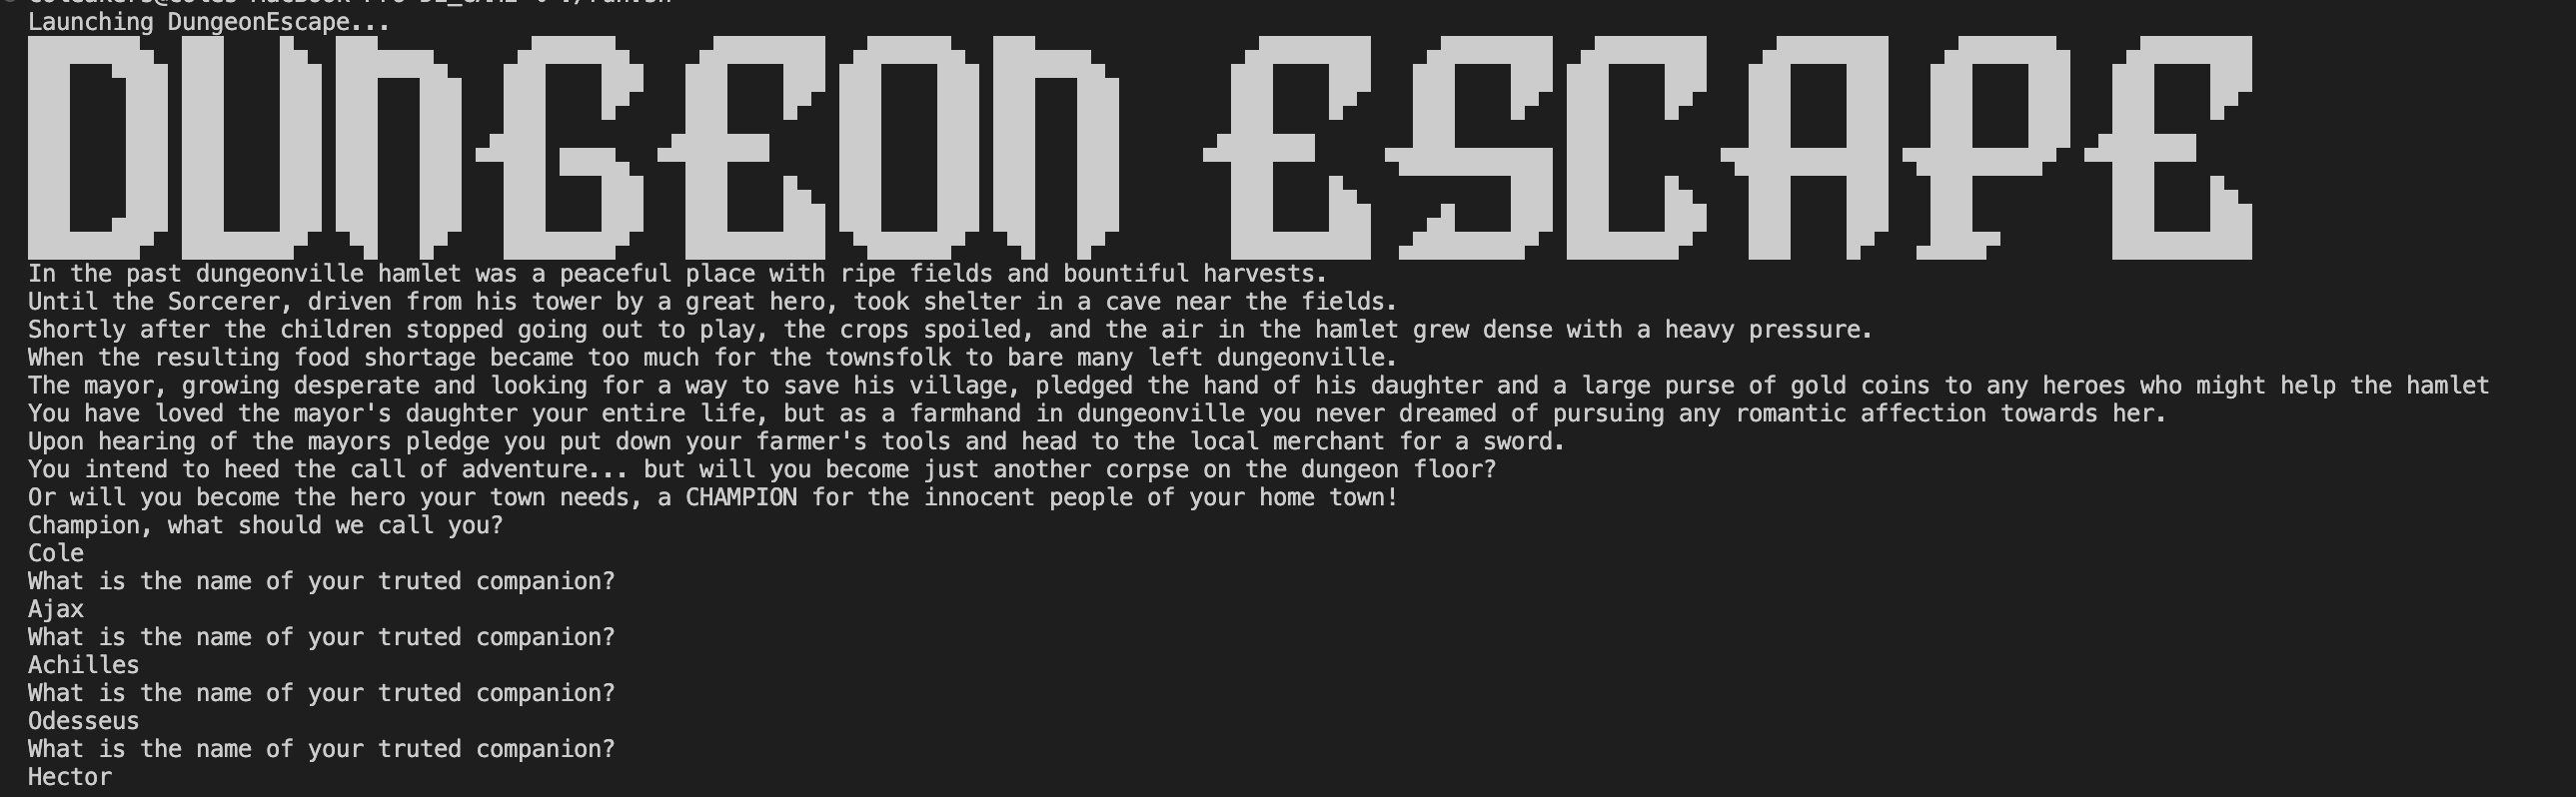 Launching DungeonEscape...
DUNGEON ESCAPE
In the past dungeonville hamlet was a peaceful place with ripe fields and bountiful harvests.
Until the Sorcerer, driven from his tower by a great hero, took shelter in a cave near the fields.
Shortly after the children stopped going out to play, the crops spoiled, and the air in the hamlet grew dense with a heavy pressure.
When the resulting food shortage became too much for the townsfolk to bare many left dungeonville.
The mayor, growing desperate and looking for a way to save his village, pledged the hand of his daughter and a large purse of gold coins to any heroes who might help the hamlet
You have loved the mayor's daughter your entire life, but as a farmhand in dungeonville you never dreamed of pursuing any romantic affection towards her.
Upon hearing of the mayors pledge you put down your farmer's tools and head to the local merchant for a sword.
You intend to heed the call of adventure... but will you become just another corpse on the dungeon floor?
Or will you become the hero your town needs, a CHAMPION for the innocent people of your home town!
Champion, what should we call you?
Cole
What is the name of your truted companion?
Ajax
What is the name of your truted companion?
Achilles
What is the name of your truted companion?
Odesseus
What is the name of your truted companion?
Hector